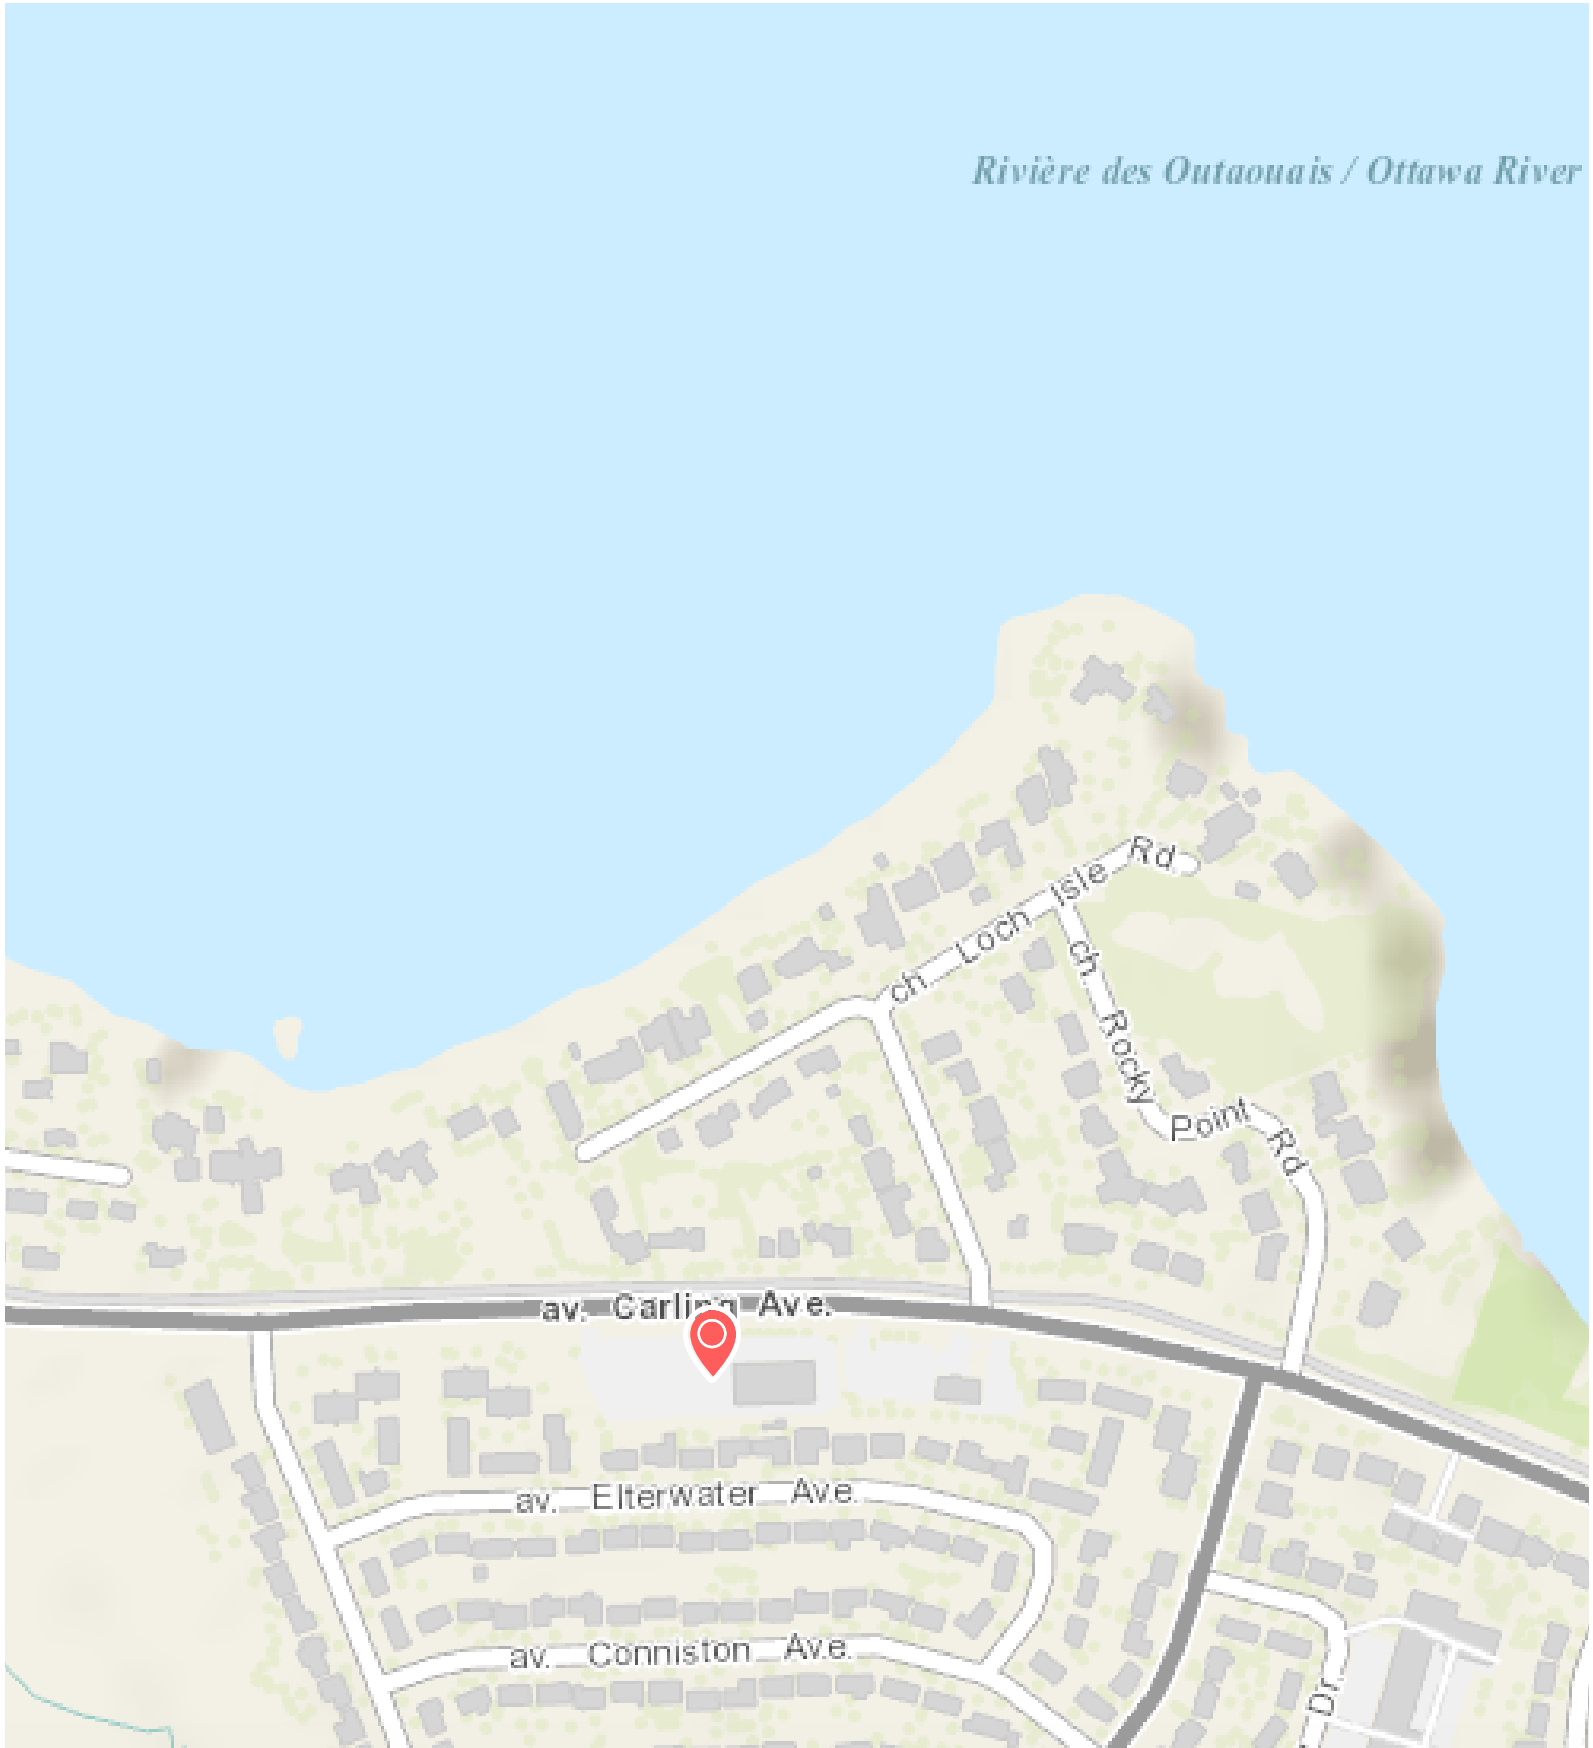 Rivière des Outaouais / Ottawa River
ch. Loch Isle Rd.
ch. Rocky Point Rd.
av. Carling Ave.
av. Elterwater Ave.
av. Conniston Ave.
Dr.